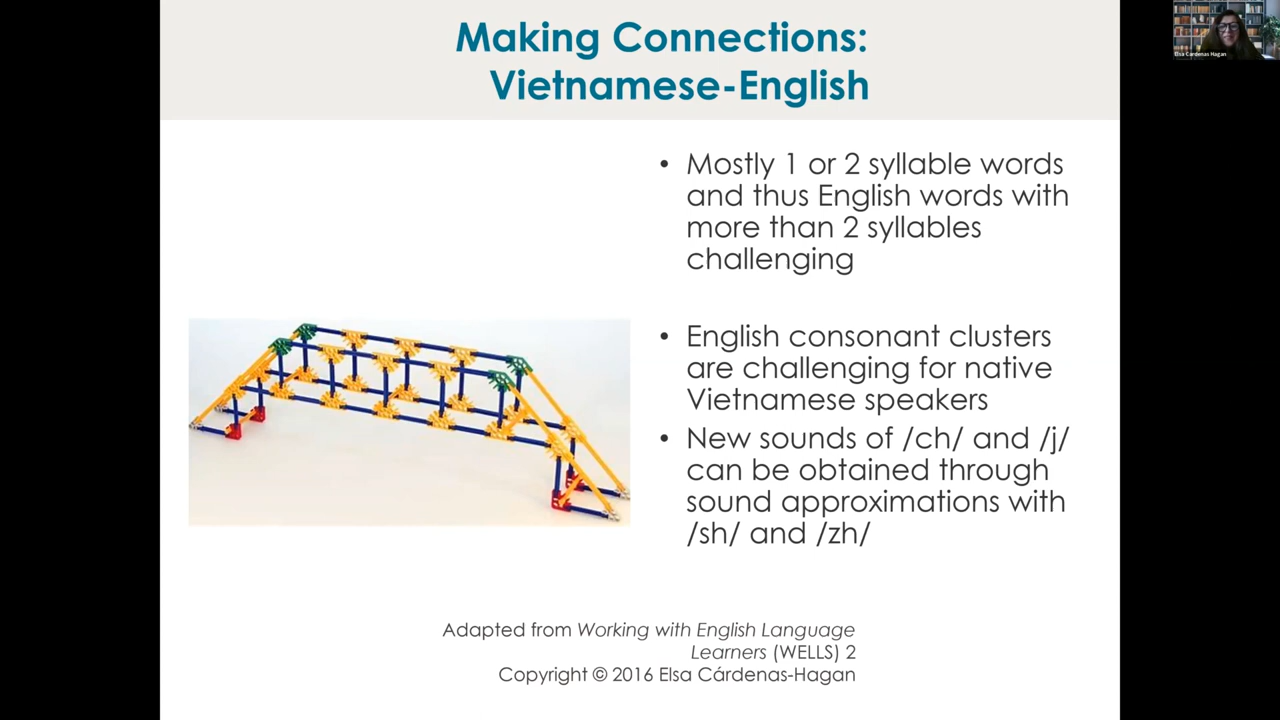 Making Connections:
Vietnamese-English
Elsa Cárdenas Hagan
• Mostly 1 or 2 syllable words
and thus English words with
more than 2 syllables
challenging
• English consonant clusters
are challenging for native
Vietnamese speakers
• New sounds of /ch/ and /j/
can be obtained through
sound approximations with
/sh/ and /zh/
Adapted from Working with English Language
Learners (WELLS) 2
Copyright © 2016 Elsa Cárdenas-Hagan